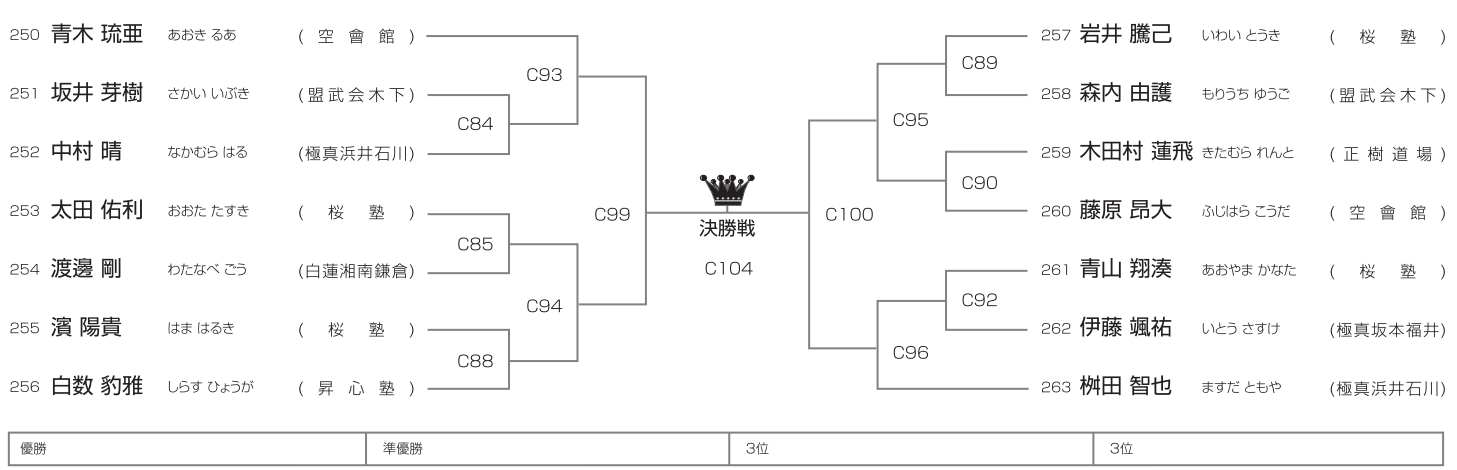 250 青木 琉亜 あおき るあ ( 空 會 館 )
251 坂井 芽樹 さかい いぶき (盟武会木下)
252 中村 晴 なかむら はる (極真浜井石川)
253 太田 佑利 おおた たすき ( 桜 塾 )
254 渡邊 剛 わたなべ ごう (白蓮湘南鎌倉)
255 濱 陽貴 はま はるき ( 桜 塾 )
256 白数 豹雅 しらす ひょうが ( 昇 心 塾 )
C93
C84
C99
C85
C94
C88
決勝戦
C104
C89
C95
C90
C100
C92
C96
257 岩井 騰己 いわい とうき ( 桜 塾 )
258 森内 由護 もりうち ゆうご (盟武会木下)
259 木田村 蓮飛 きたむら れんと ( 正 樹 道 場 )
260 藤原 昂大 ふじはら こうだ ( 空 會 館 )
261 青山 翔湊 あおやま かなた ( 桜 塾 )
262 伊藤 颯祐 いとう さすけ (極真坂本福井)
263 桝田 智也 ますだ ともや (極真浜井石川)
優勝 準優勝 3位 3位